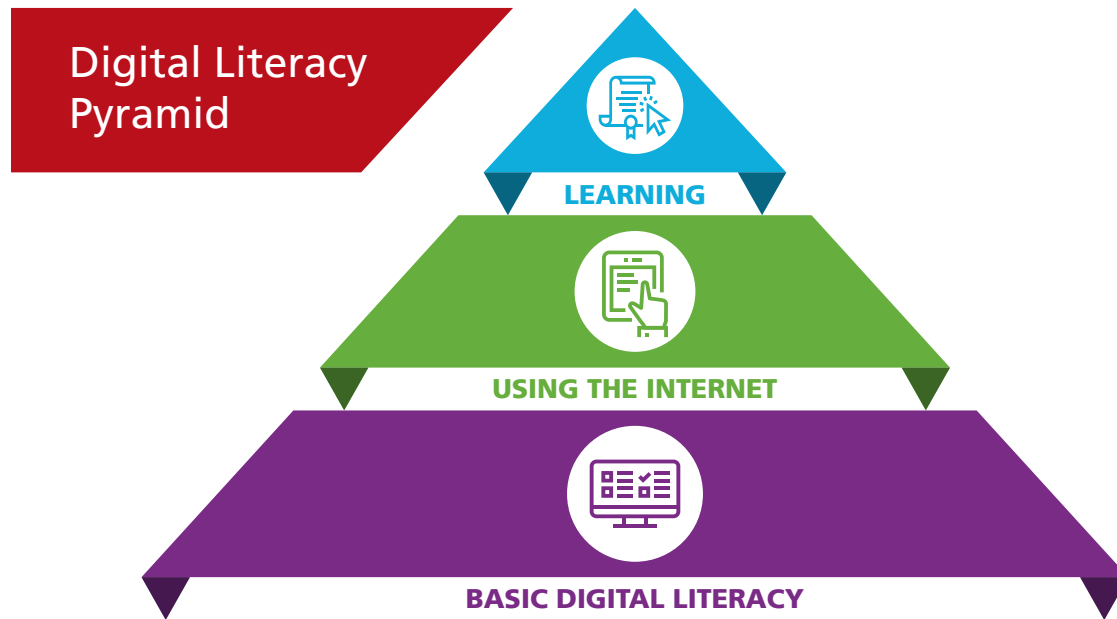 Digital Literacy
Pyramid
LEARNING
USING THE INTERNET
BASIC DIGITAL LITERACY